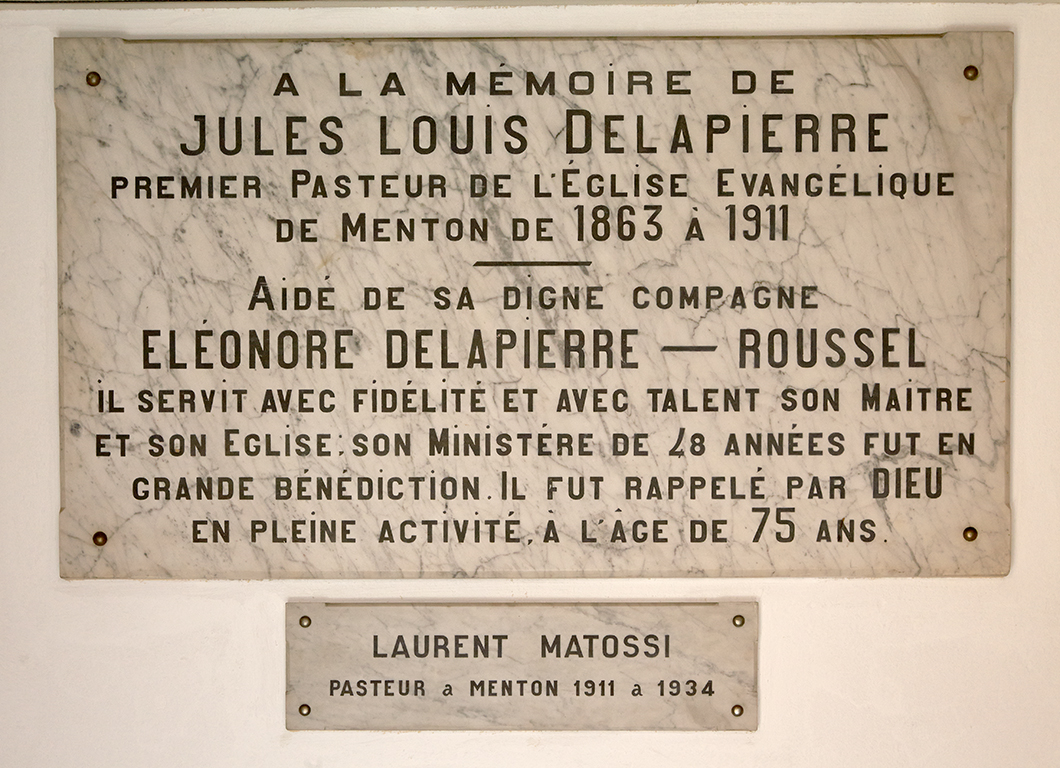 A LA MÉMOIRE DE
JULES LOUIS DELAPIERRE
PREMIER PASTEUR DE L'ÉGLISE EVANGÉLIQUE
DE MENTON DE 1863 À 1911
AIDÉ DE SA DIGNE COMPAGNE
ELÉONORE DELAPIERRE — ROUSSEL
IL SERVIT AVEC FIDÉLITÉ ET AVEC TALENT SON MAITRE
ET SON EGLISE: SON MINISTÉRE DE 48 ANNÉES FUT EN
GRANDE BÉNÉDICTION. IL FUT RAPPELÉ PAR DIEU
EN PLEINE ACTIVITÉ, À L'ÂGE DE 75 ANS.
LAURENT MATOSSI
PASTEUR a MENTON 1911 a 1934